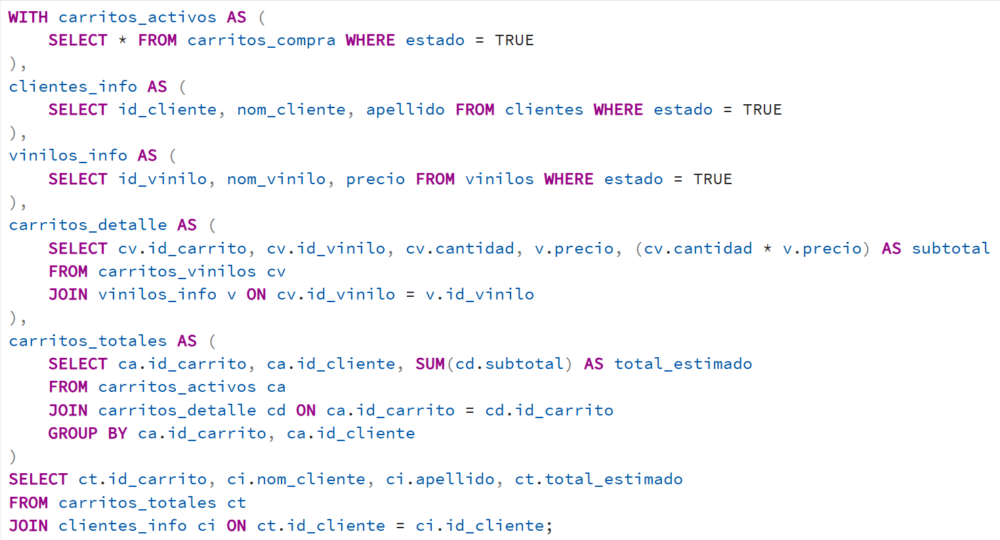 WITH carritos_activos AS (
    SELECT * FROM carritos_compra WHERE estado = TRUE
),
clientes_info AS (
    SELECT id_cliente, nom_cliente, apellido FROM clientes WHERE estado = TRUE
),
vinilos_info AS (
    SELECT id_vinilo, nom_vinilo, precio FROM vinilos WHERE estado = TRUE
),
carritos_detalle AS (
    SELECT cv.id_carrito, cv.id_vinilo, cv.cantidad, v.precio, (cv.cantidad * v.precio) AS subtotal
    FROM carritos_vinilos cv
    JOIN vinilos_info v ON cv.id_vinilo = v.id_vinilo
),
carritos_totales AS (
    SELECT ca.id_carrito, ca.id_cliente, SUM(cd.subtotal) AS total_estimado
    FROM carritos_activos ca
    JOIN carritos_detalle cd ON ca.id_carrito = cd.id_carrito
    GROUP BY ca.id_carrito, ca.id_cliente
)
SELECT ct.id_carrito, ci.nom_cliente, ci.apellido, ct.total_estimado
FROM carritos_totales ct
JOIN clientes_info ci ON ct.id_cliente = ci.id_cliente;